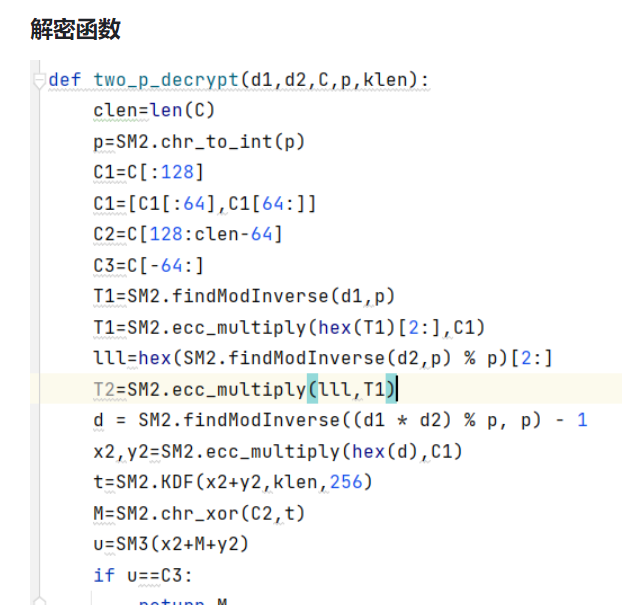 解密函数
def two_p_decrypt(d1,d2,C,p,klen):
    clen=len(C)
    p=SM2.chr_to_int(p)
    C1=C[:128]
    C1=[C1[:64],C1[64:]]
    C2=C[128:clen-64]
    C3=C[-64:]
    T1=SM2.findModInverse(d1,p)
    T1=SM2.ecc_multiply(hex(T1)[2:],C1)
    lll=hex(SM2.findModInverse(d2,p) % p)[2:]
    T2=SM2.ecc_multiply(lll,T1)
    d = SM2.findModInverse((d1 * d2) % p, p) - 1
    x2,y2=SM2.ecc_multiply(hex(d),C1)
    t=SM2.KDF(x2+y2,klen,256)
    M=SM2.chr_xor(C2,t)
    u=SM3(x2+M+y2)
    if u==C3:
        return M